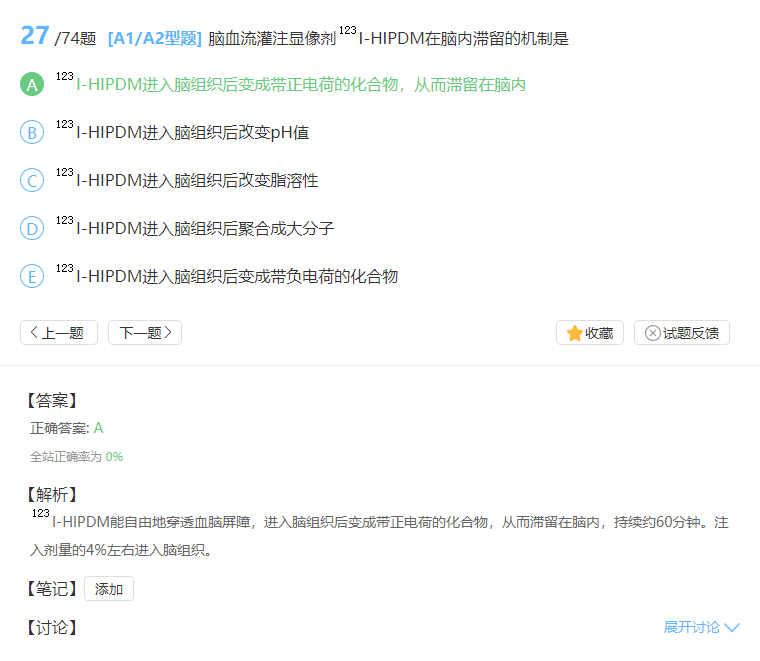 27 /74题 [A1/A2型题] 脑血流灌注显像剂¹²³I-HIPDM在脑内滞留的机制是
A ¹²³I-HIPDM进入脑组织后变成带正电荷的化合物，从而滞留在脑内
B ¹²³I-HIPDM进入脑组织后改变pH值
C ¹²³I-HIPDM进入脑组织后改变脂溶性
D ¹²³I-HIPDM进入脑组织后聚合成大分子
E ¹²³I-HIPDM进入脑组织后变成带负电荷的化合物
上一题 下一题 收藏 试题反馈
【答案】
正确答案: A
全站正确率为 0%
【解析】
¹²³I-HIPDM能自由地穿透血脑屏障，进入脑组织后变成带正电荷的化合物，从而滞留在脑内，持续约60分钟。注
入剂量的4%左右进入脑组织。
【笔记】 添加
【讨论】 展开讨论